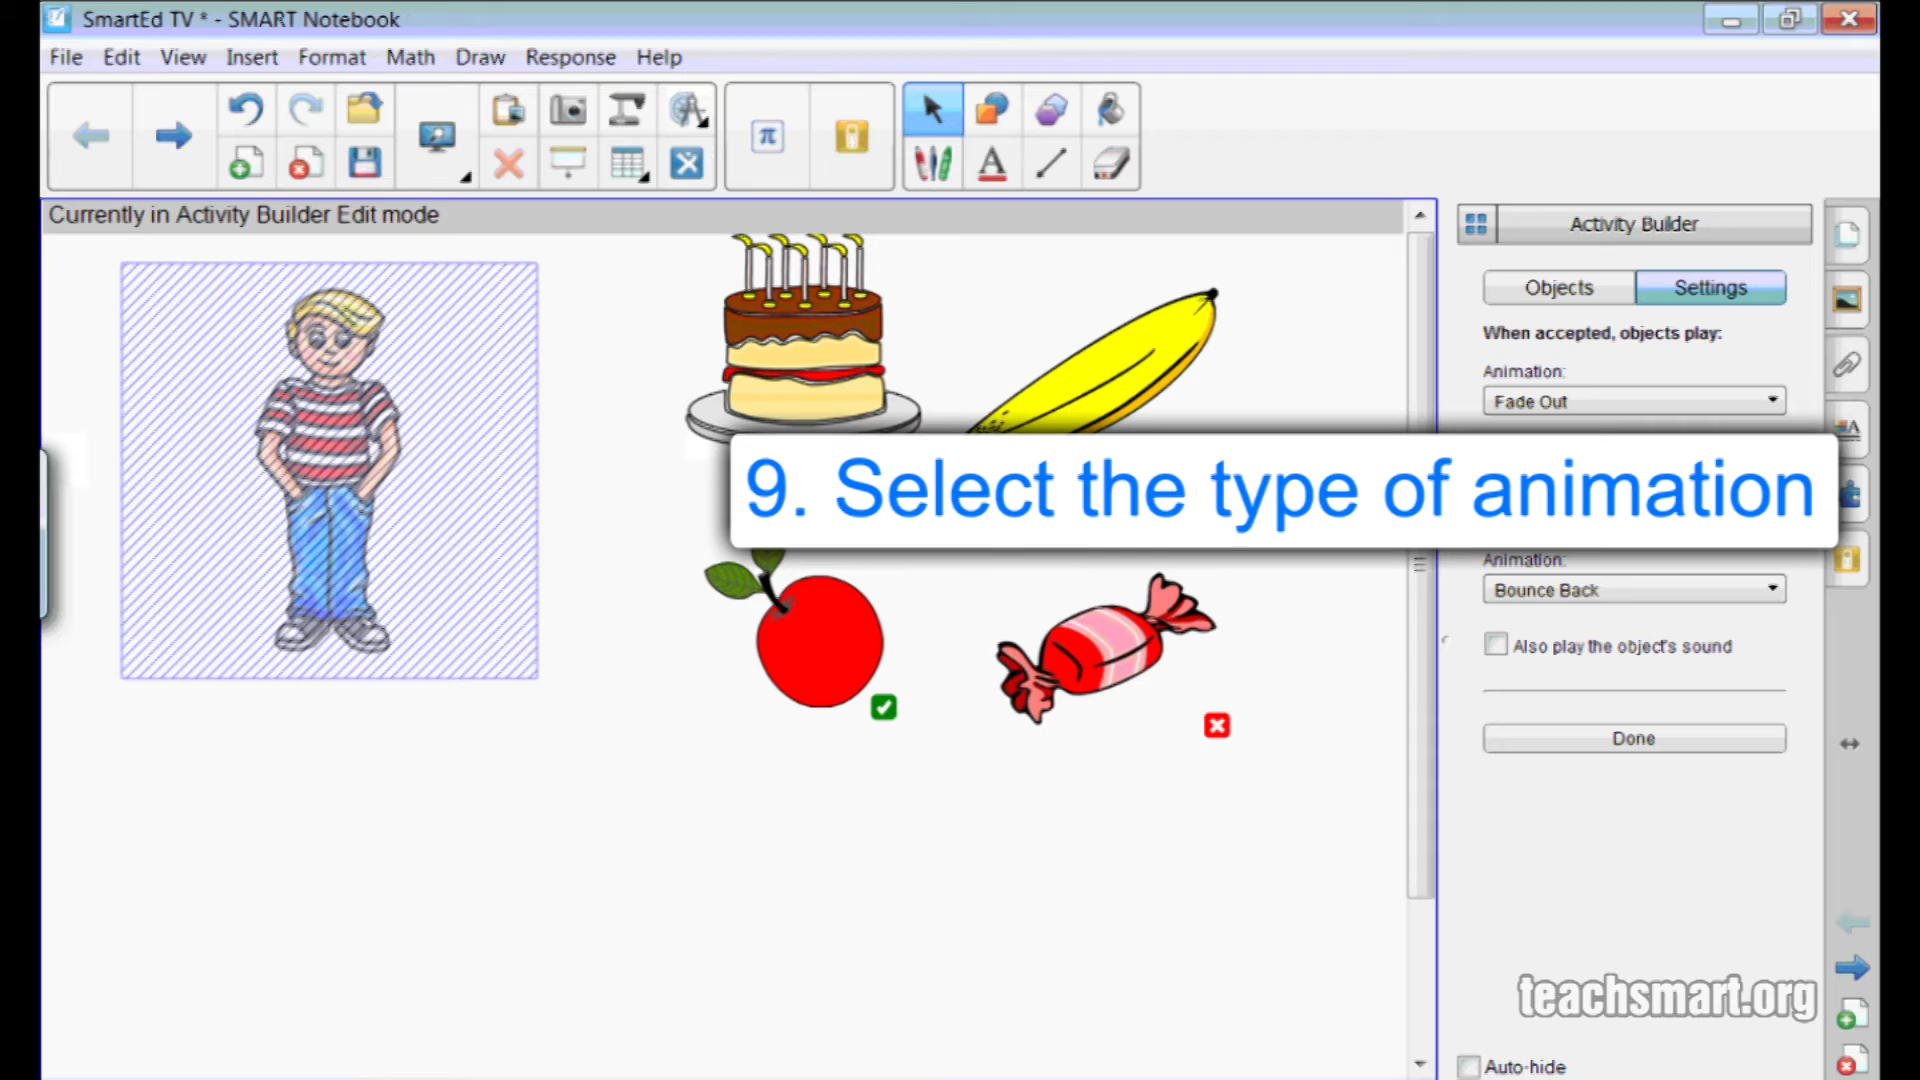 SmartEd TV * - SMART Notebook
File Edit View Insert Format Math Draw Response Help
π
A
Currently in Activity Builder Edit mode
Activity Builder
Objects Settings
When accepted, objects play:
Animation:
Fade Out
A
9. Select the type of animation
Animation:
Bounce Back
Also play the object's sound
Done
teachsmart.org
Auto-hide